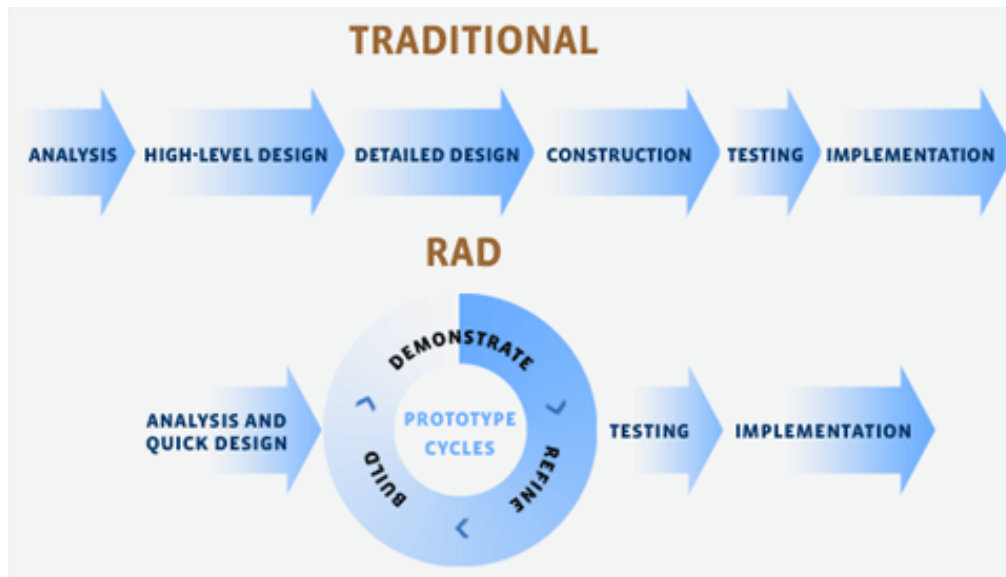 TRADITIONAL
ANALYSIS
HIGH-LEVEL DESIGN
DETAILED DESIGN
CONSTRUCTION
TESTING
IMPLEMENTATION
RAD
ANALYSIS AND
QUICK DESIGN
DEMONSTRATE
REFINE
BUILD
PROTOTYPE
CYCLES
TESTING
IMPLEMENTATION